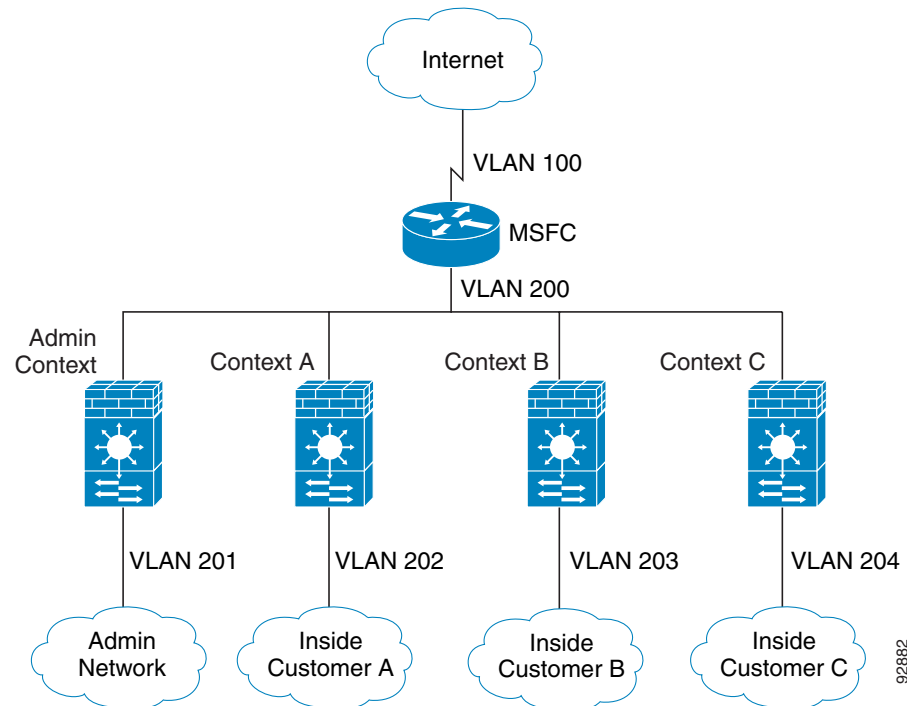 Internet
VLAN 100
MSFC
VLAN 200
Admin
Context
Context A
Context B
Context C
VLAN 201
VLAN 202
VLAN 203
VLAN 204
Admin
Network
Inside
Customer A
Inside
Customer B
Inside
Customer C
92882